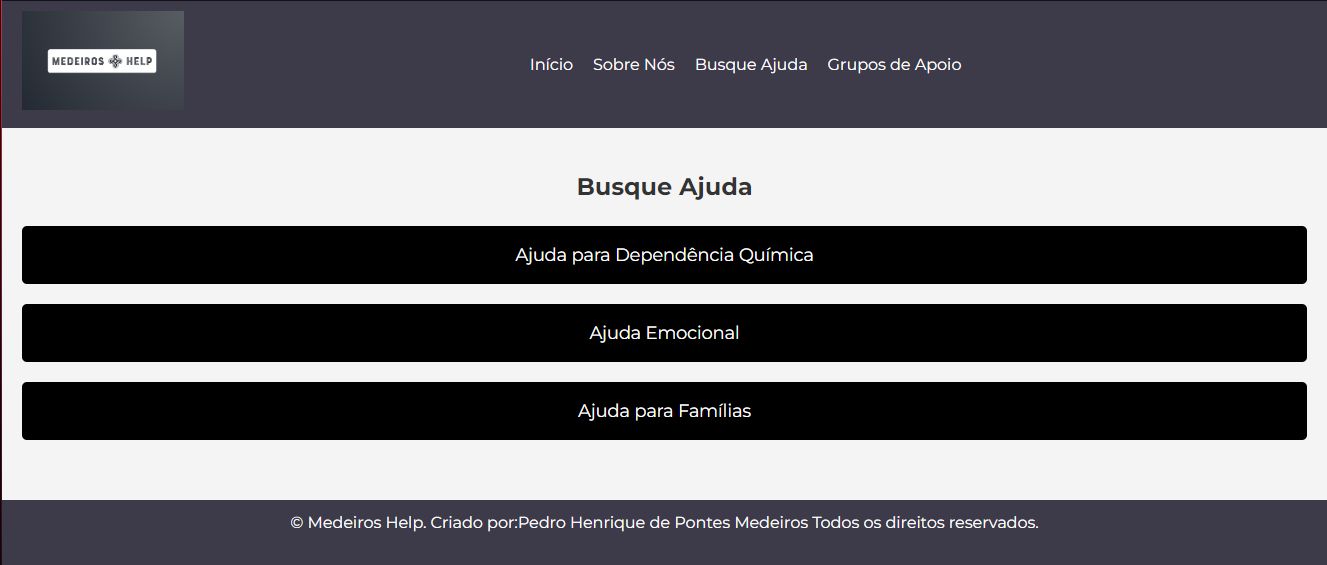 MEDEIROS HELP
Início Sobre Nós Busque Ajuda Grupos de Apoio
Busque Ajuda
Ajuda para Dependência Química
Ajuda Emocional
Ajuda para Famílias
© Medeiros Help. Criado por:Pedro Henrique de Pontes Medeiros Todos os direitos reservados.